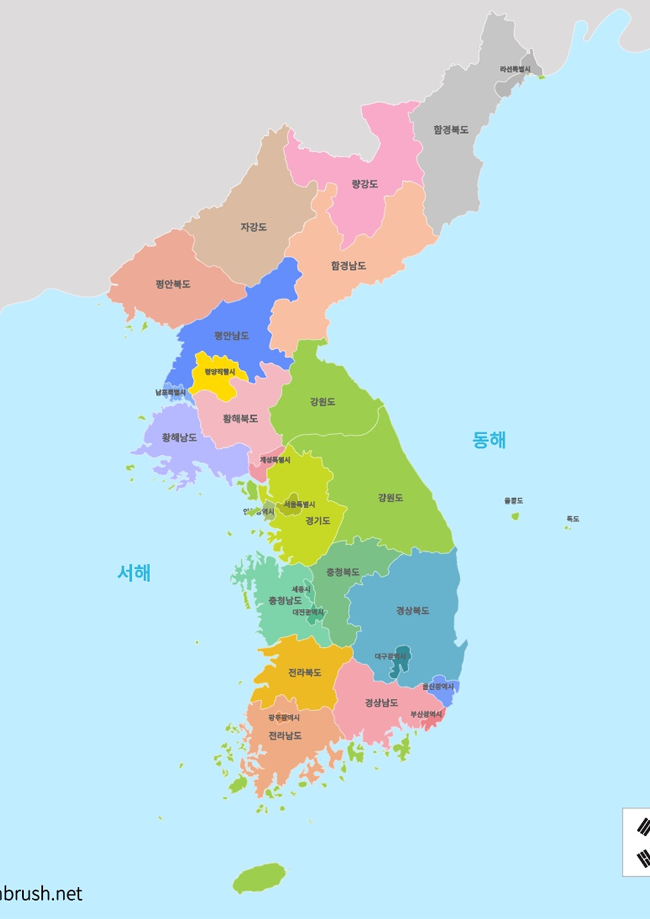 라선특별시
함경북도
량강도
자강도
함경남도
평안북도
평안남도
평양직할시
남포특별시
강원도
황해북도
황해남도
동해
개성특별시
강원도
울릉도
서울특별시
독도
경기도
서해
충청북도
세종시
충청남도
대전광역시
경상북도
대구광역시
전라북도
울산광역시
경상남도
부산광역시
광주광역시
전라남도
nbrush.net